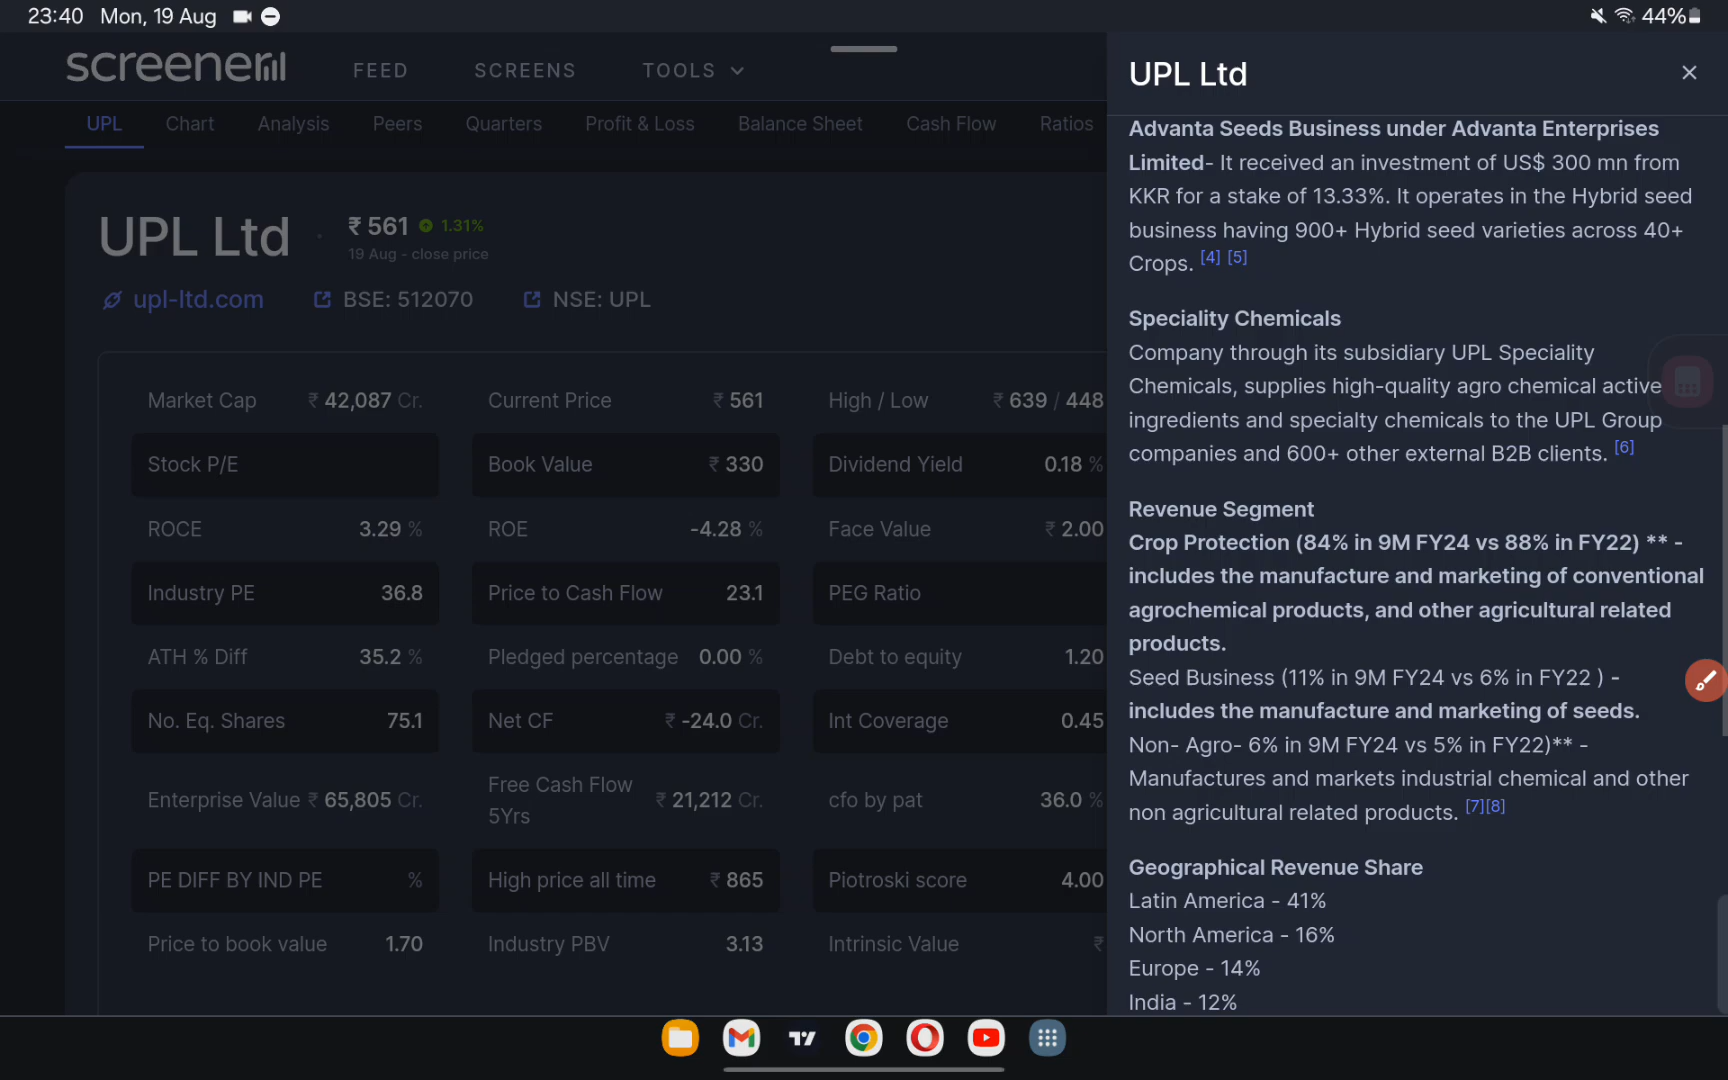 23:40 Mon, 19 Aug 44%
screener
FEED SCREENS TOOLS
UPL Chart Analysis Peers Quarters Profit & Loss Balance Sheet Cash Flow Ratios
UPL Ltd
₹ 561 1.31%
19 Aug - close price
upl-ltd.com BSE: 512070 NSE: UPL
Market Cap ₹ 42,087 Cr. Current Price ₹ 561 High / Low ₹ 639 / 448
Stock P/E Book Value ₹ 330 Dividend Yield 0.18 %
ROCE 3.29 % ROE -4.28 % Face Value ₹ 2.00
Industry PE 36.8 Price to Cash Flow 23.1 PEG Ratio
ATH % Diff 35.2 % Pledged percentage 0.00 % Debt to equity 1.20
No. Eq. Shares 75.1 Net CF ₹ -24.0 Cr. Int Coverage 0.45
Enterprise Value ₹ 65,805 Cr. Free Cash Flow 5Yrs ₹ 21,212 Cr. cfo by pat 36.0 %
PE DIFF BY IND PE % High price all time ₹ 865 Piotroski score 4.00
Price to book value 1.70 Industry PBV 3.13 Intrinsic Value ₹
UPL Ltd ×
Advanta Seeds Business under Advanta Enterprises
Limited- It received an investment of US$ 300 mn from
KKR for a stake of 13.33%. It operates in the Hybrid seed
business having 900+ Hybrid seed varieties across 40+
Crops. [4] [5]
Speciality Chemicals
Company through its subsidiary UPL Speciality
Chemicals, supplies high-quality agro chemical active
ingredients and specialty chemicals to the UPL Group
companies and 600+ other external B2B clients. [6]
Revenue Segment
Crop Protection (84% in 9M FY24 vs 88% in FY22) ** -
includes the manufacture and marketing of conventional
agrochemical products, and other agricultural related
products.
Seed Business (11% in 9M FY24 vs 6% in FY22 ) -
includes the manufacture and marketing of seeds.
Non- Agro- 6% in 9M FY24 vs 5% in FY22)** -
Manufactures and markets industrial chemical and other
non agricultural related products. [7][8]
Geographical Revenue Share
Latin America - 41%
North America - 16%
Europe - 14%
India - 12%